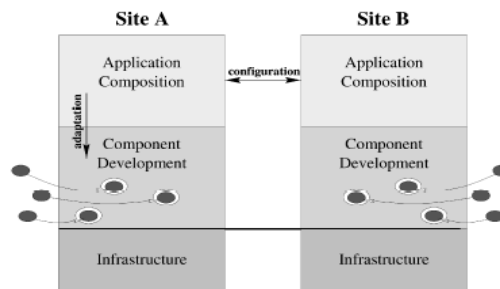 Site A
Site B
Application
Composition
configuration
Application
Composition
adaptation
Component
Development
Component
Development
Infrastructure
Infrastructure